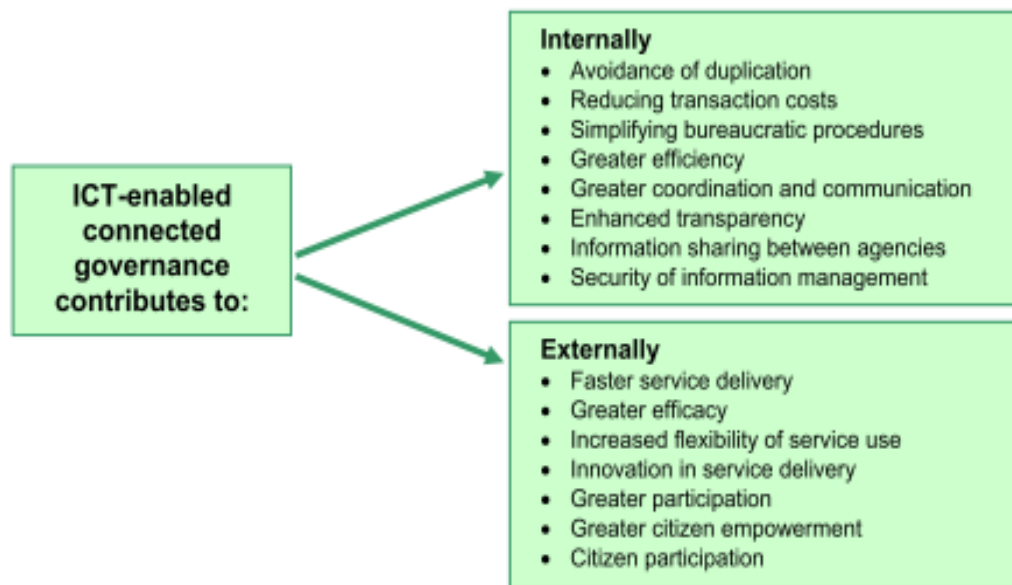 ICT-enabled
connected
governance
contributes to:
Internally
• Avoidance of duplication
• Reducing transaction costs
• Simplifying bureaucratic procedures
• Greater efficiency
• Greater coordination and communication
• Enhanced transparency
• Information sharing between agencies
• Security of information management
Externally
• Faster service delivery
• Greater efficacy
• Increased flexibility of service use
• Innovation in service delivery
• Greater participation
• Greater citizen empowerment
• Citizen participation